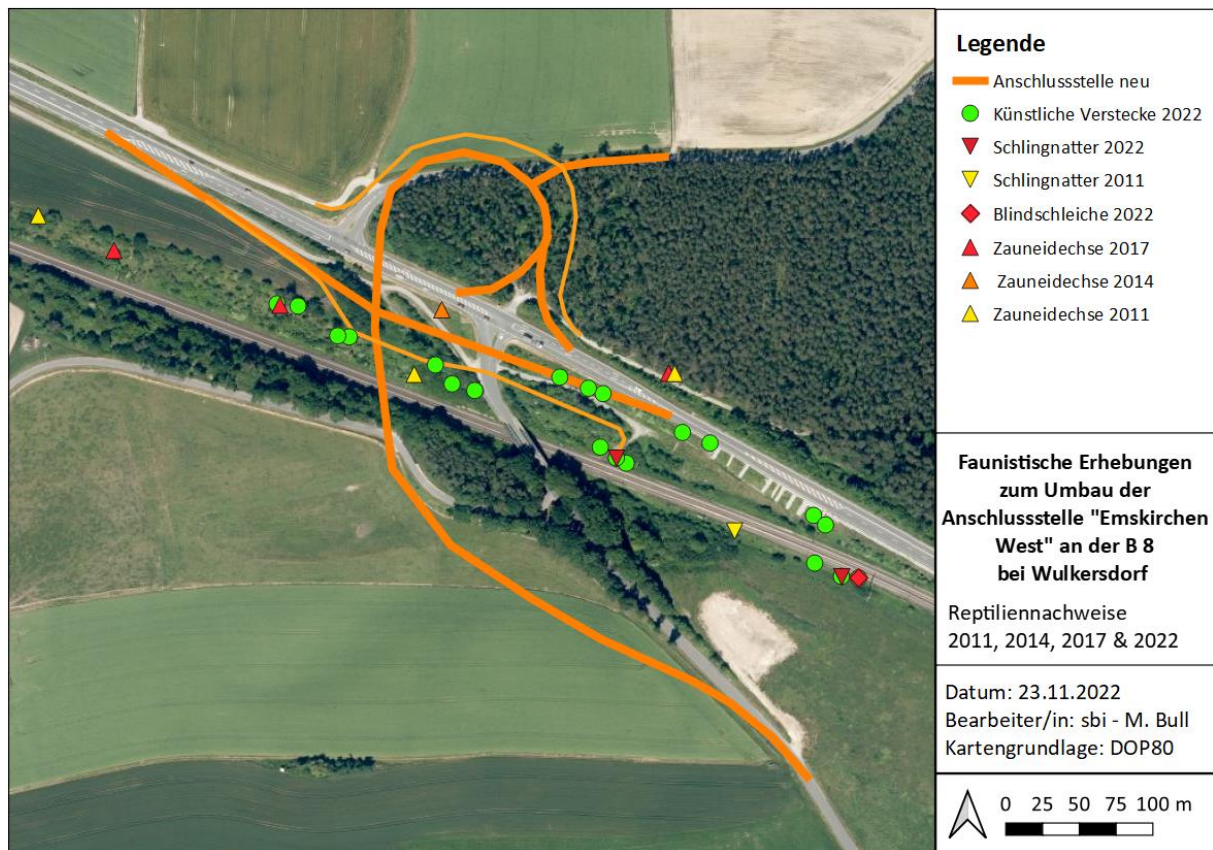 Legende
Anschlussstelle neu
Künstliche Verstecke 2022
Schlingnatter 2022
Schlingnatter 2011
Blindschleiche 2022
Zauneidechse 2017
Zauneidechse 2014
Zauneidechse 2011
Faunistische Erhebungen
zum Umbau der
Anschlussstelle "Emskirchen
West" an der B 8
bei Wulkersdorf
Reptiliennachweise
2011, 2014, 2017 & 2022
Datum: 23.11.2022
Bearbeiter/in: sbi - M. Bull
Kartengrundlage: DOP80
0 25 50 75 100 m